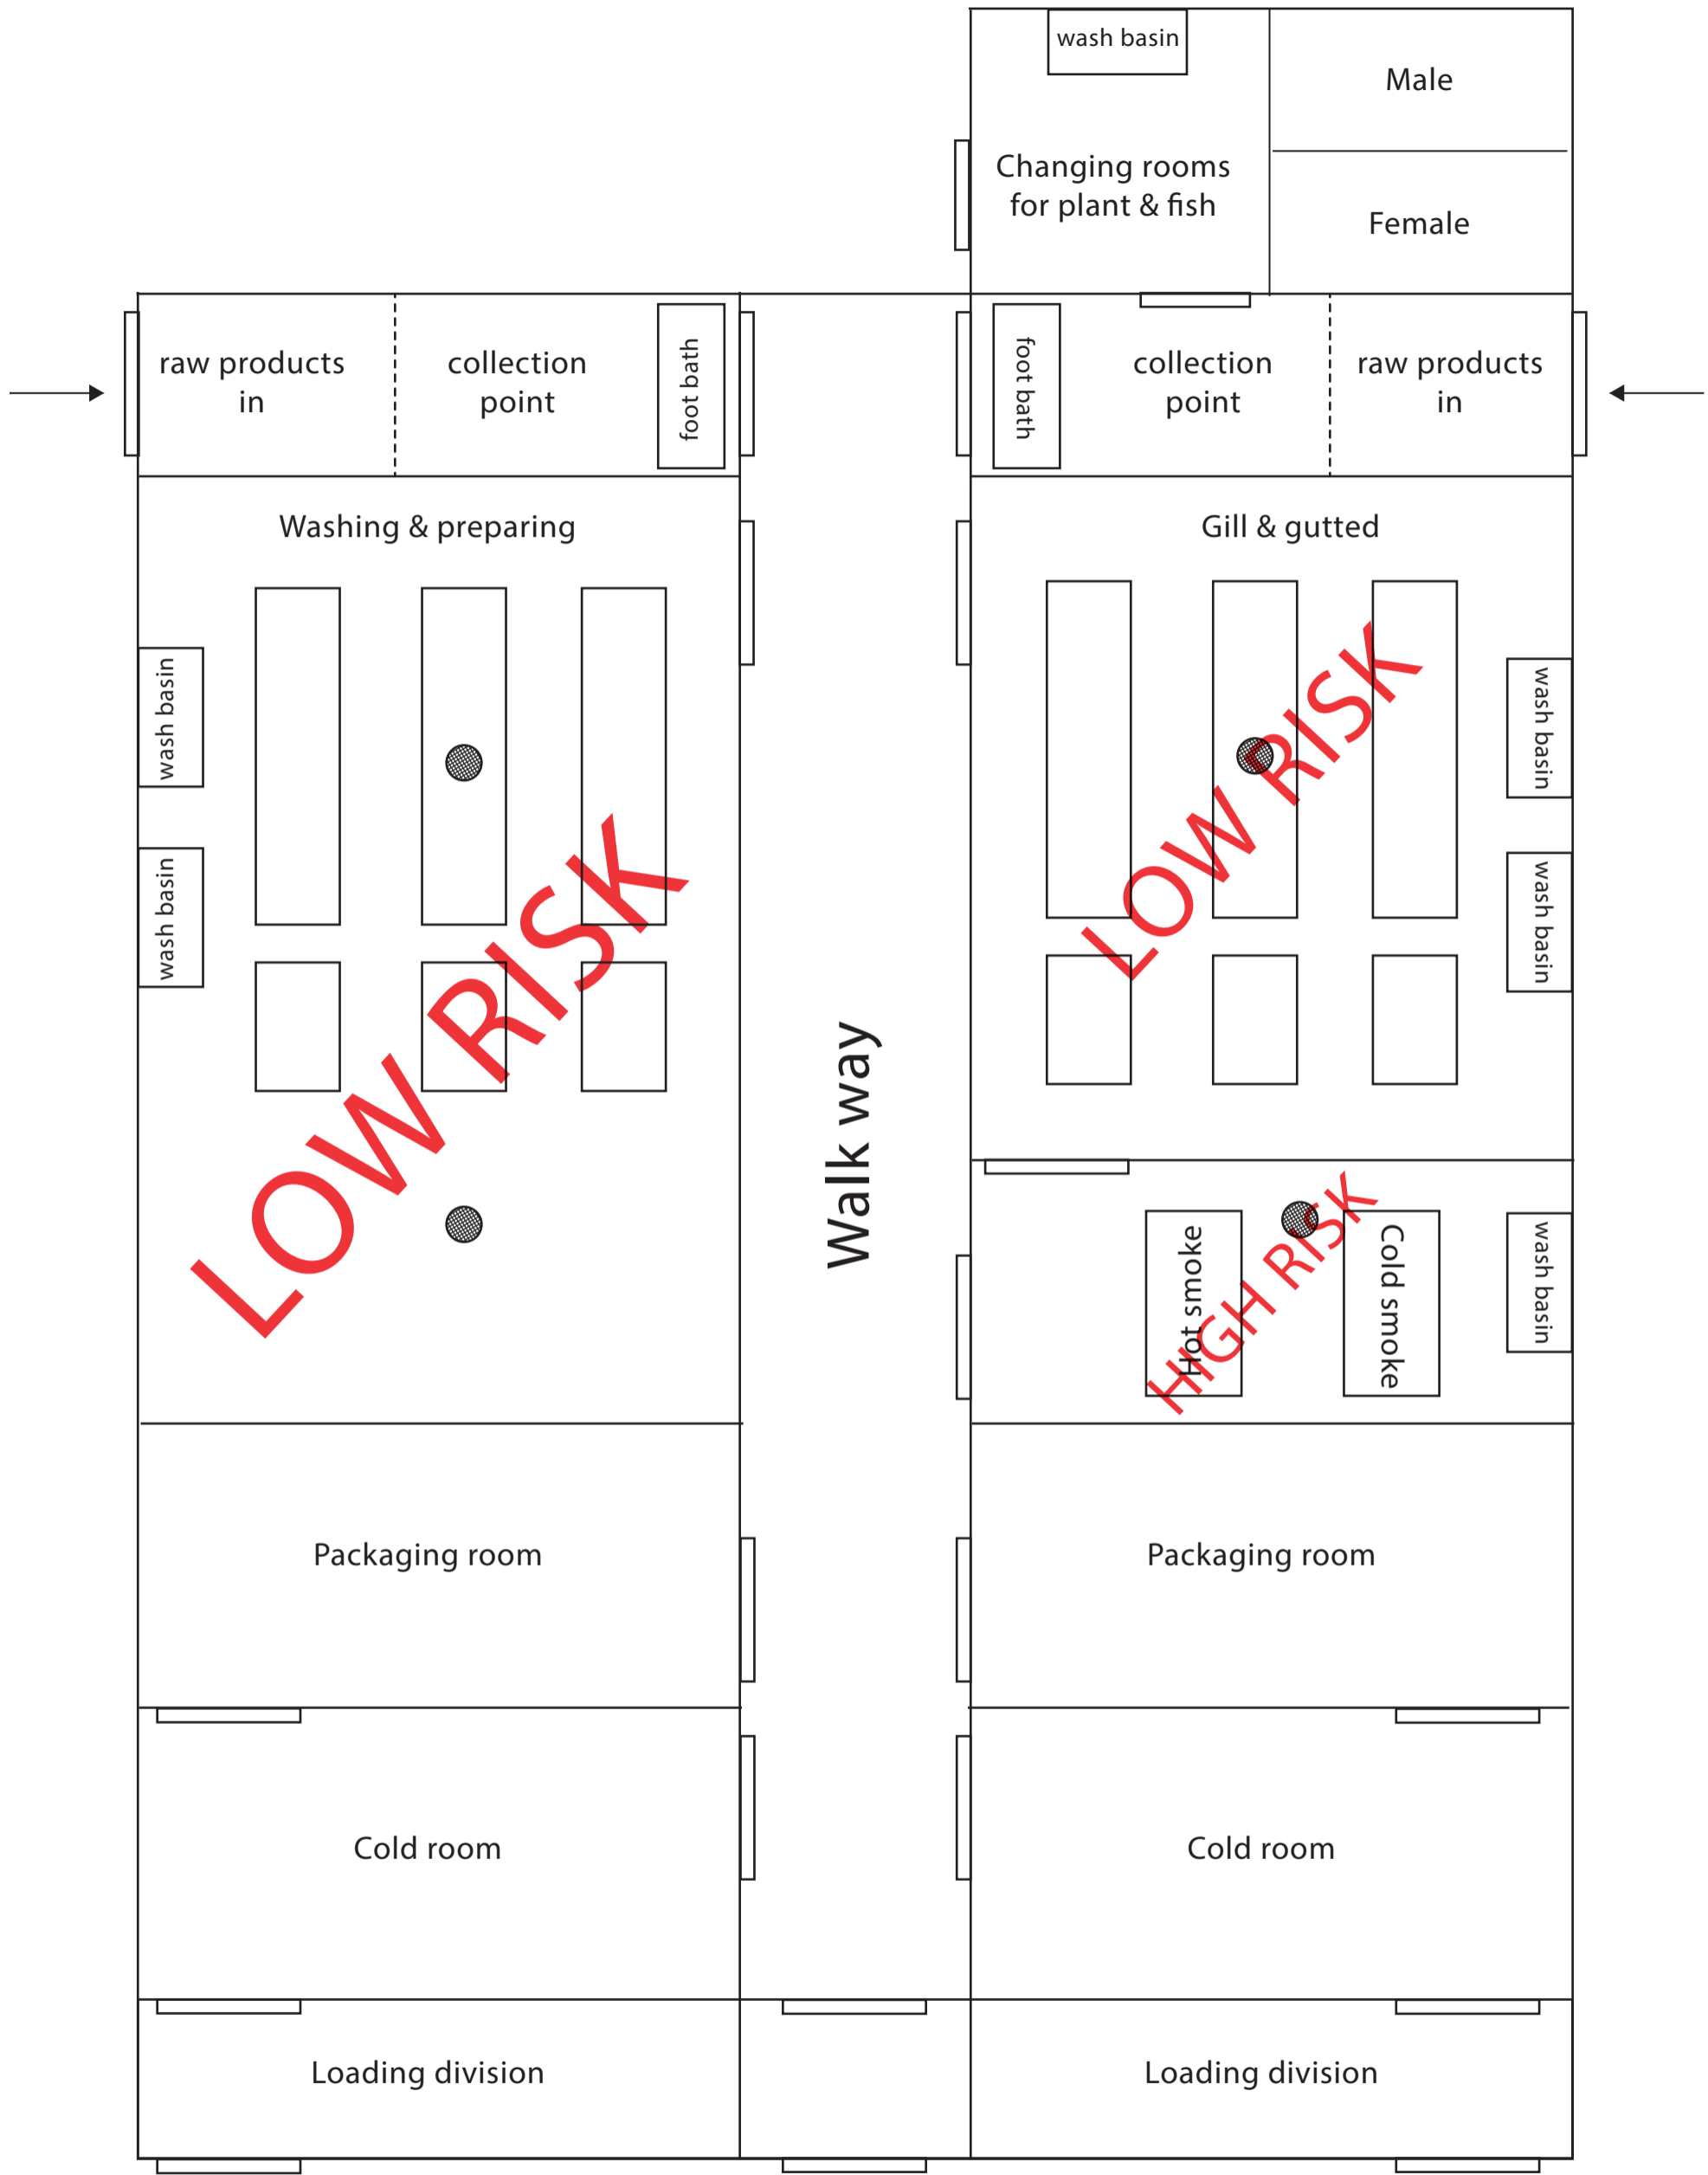 wash basin
Male
Changing rooms
for plant & fish
Female
raw products
in
collection
point
foot bath
foot bath
collection
point
raw products
in
Washing & preparing
Gill & gutted
wash basin
wash basin
LOW RISK
Walk way
LOW RISK
wash basin
wash basin
Hot smoke
HIGH RISK
Cold smoke
wash basin
Packaging room
Packaging room
Cold room
Cold room
Loading division
Loading division